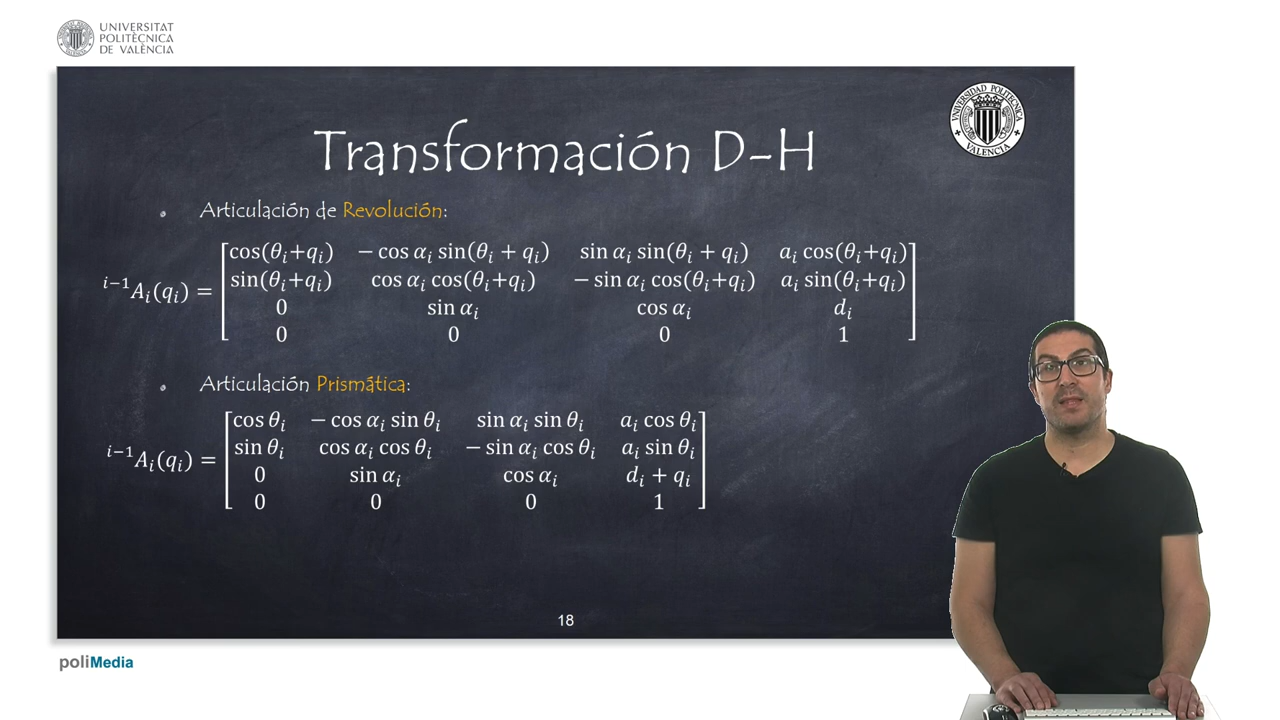 UNIVERSITAT
POLITÈCNICA
DE VALÈNCIA
UNIVERSIDAD POLITECNICA
VALENCIA
Transformación D-H
• Articulación de Revolución:
cos(θᵢ+qᵢ) − cos αᵢ sin(θᵢ + qᵢ) sin αᵢ sin(θᵢ + qᵢ) aᵢ cos(θᵢ+qᵢ)
sin(θᵢ+qᵢ) cos αᵢ cos(θᵢ+qᵢ) − sin αᵢ cos(θᵢ+qᵢ) aᵢ sin(θᵢ+qᵢ)
ⁱ⁻¹Aᵢ(qᵢ) =
0 sin αᵢ cos αᵢ dᵢ
0 0 0 1
• Articulación Prismática:
cos θᵢ − cos αᵢ sin θᵢ sin αᵢ sin θᵢ aᵢ cos θᵢ
sin θᵢ cos αᵢ cos θᵢ − sin αᵢ cos θᵢ aᵢ sin θᵢ
ⁱ⁻¹Aᵢ(qᵢ) =
0 sin αᵢ cos αᵢ dᵢ + qᵢ
0 0 0 1
18
poliMedia